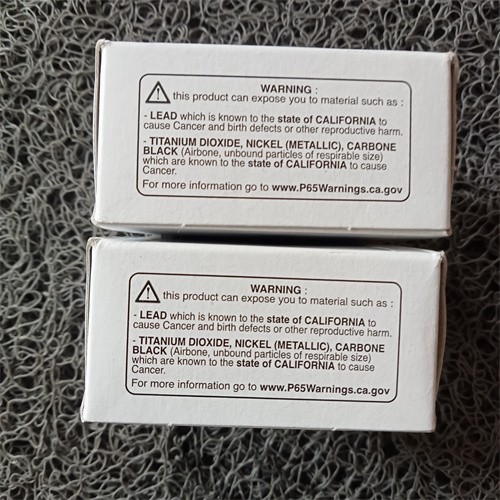 WARNING :
this product can expose you to material such as :
- LEAD which is known to the state of CALIFORNIA to
cause Cancer and birth defects or other reproductive harm.
- TITANIUM DIOXIDE, NICKEL (METALLIC), CARBONE
BLACK (Airbone, unbound particles of respirable size)
which are known to the state of CALIFORNIA to cause
Cancer.
For more information go to www.P65Warnings.ca.gov
WARNING :
this product can expose you to material such as :
- LEAD which is known to the state of CALIFORNIA to
cause Cancer and birth defects or other reproductive harm.
- TITANIUM DIOXIDE, NICKEL (METALLIC), CARBONE
BLACK (Airbone, unbound particles of respirable size)
which are known to the state of CALIFORNIA to cause
Cancer.
For more information go to www.P65Warnings.ca.gov